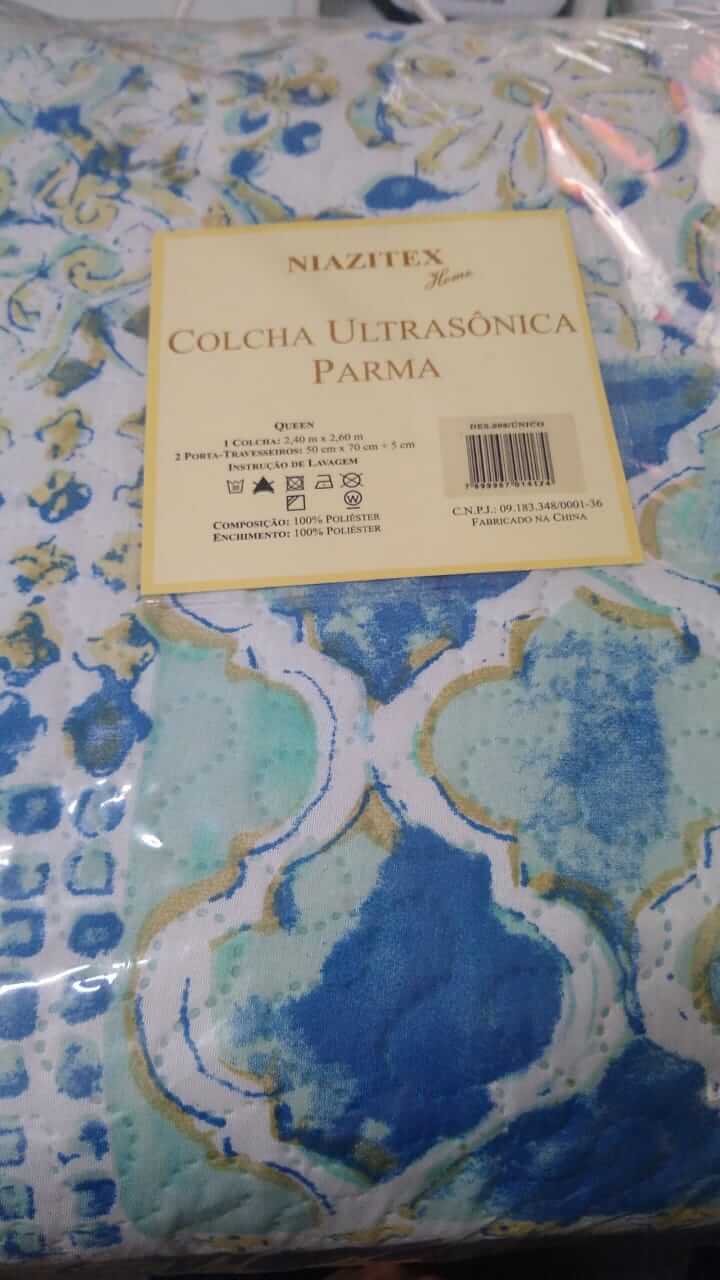 NIAZITEX
Home
COLCHA ULTRASÔNICA
PARMA
QUEEN
1 COLCHA: 2,40 m x 2,60 m
2 PORTA-TRAVESSEIROS: 50 cm x 70 cm + 5 cm
INSTRUÇÃO DE LAVAGEM
COMPOSIÇÃO: 100% POLIÉSTER
ENCHIMENTO: 100% POLIÉSTER
/ÚNICO
C.N.P.J.: 09.183.348/0001-36
FABRICADO NA CHINA